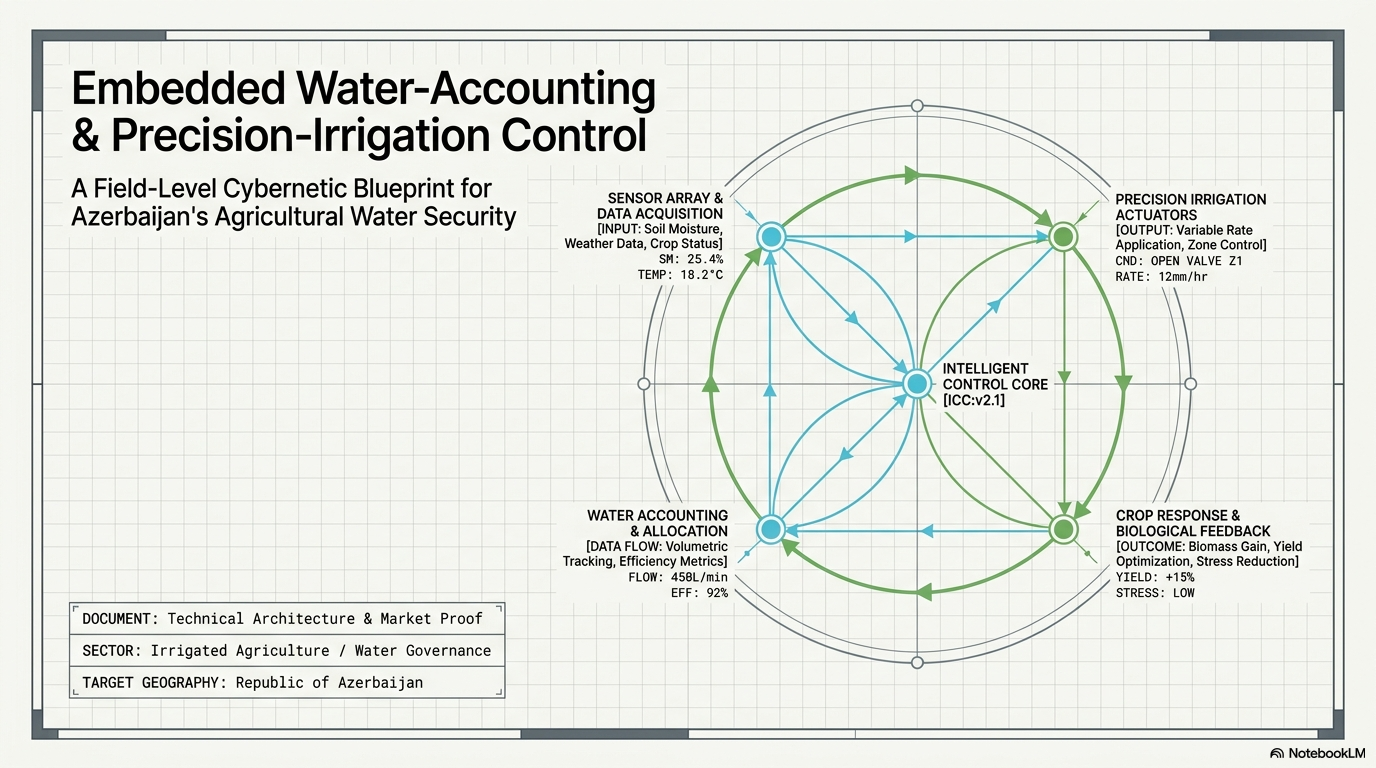 Embedded Water-Accounting
& Precision-Irrigation Control
A Field-Level Cybernetic Blueprint for
Azerbaijan's Agricultural Water Security
SENSOR ARRAY &
DATA ACQUISITION
[INPUT: Soil Moisture,
Weather Data, Crop Status]
SM: 25.4%
TEMP: 18.2°C
PRECISION IRRIGATION
ACTUATORS
[OUTPUT: Variable Rate
Application, Zone Control]
CND: OPEN VALVE Z1
RATE: 12mm/hr
INTELLIGENT
CONTROL CORE
[ICC:v2.1]
WATER ACCOUNTING
& ALLOCATION
[DATA FLOW: Volumetric
Tracking, Efficiency Metrics]
FLOW: 450L/min
EFF: 92%
CROP RESPONSE &
BIOLOGICAL FEEDBACK
[OUTCOME: Biomass Gain, Yield
Optimization, Stress Reduction]
YIELD: +15%
STRESS: LOW
DOCUMENT: Technical Architecture & Market Proof
SECTOR: Irrigated Agriculture / Water Governance
TARGET GEOGRAPHY: Republic of Azerbaijan
NotebookLM